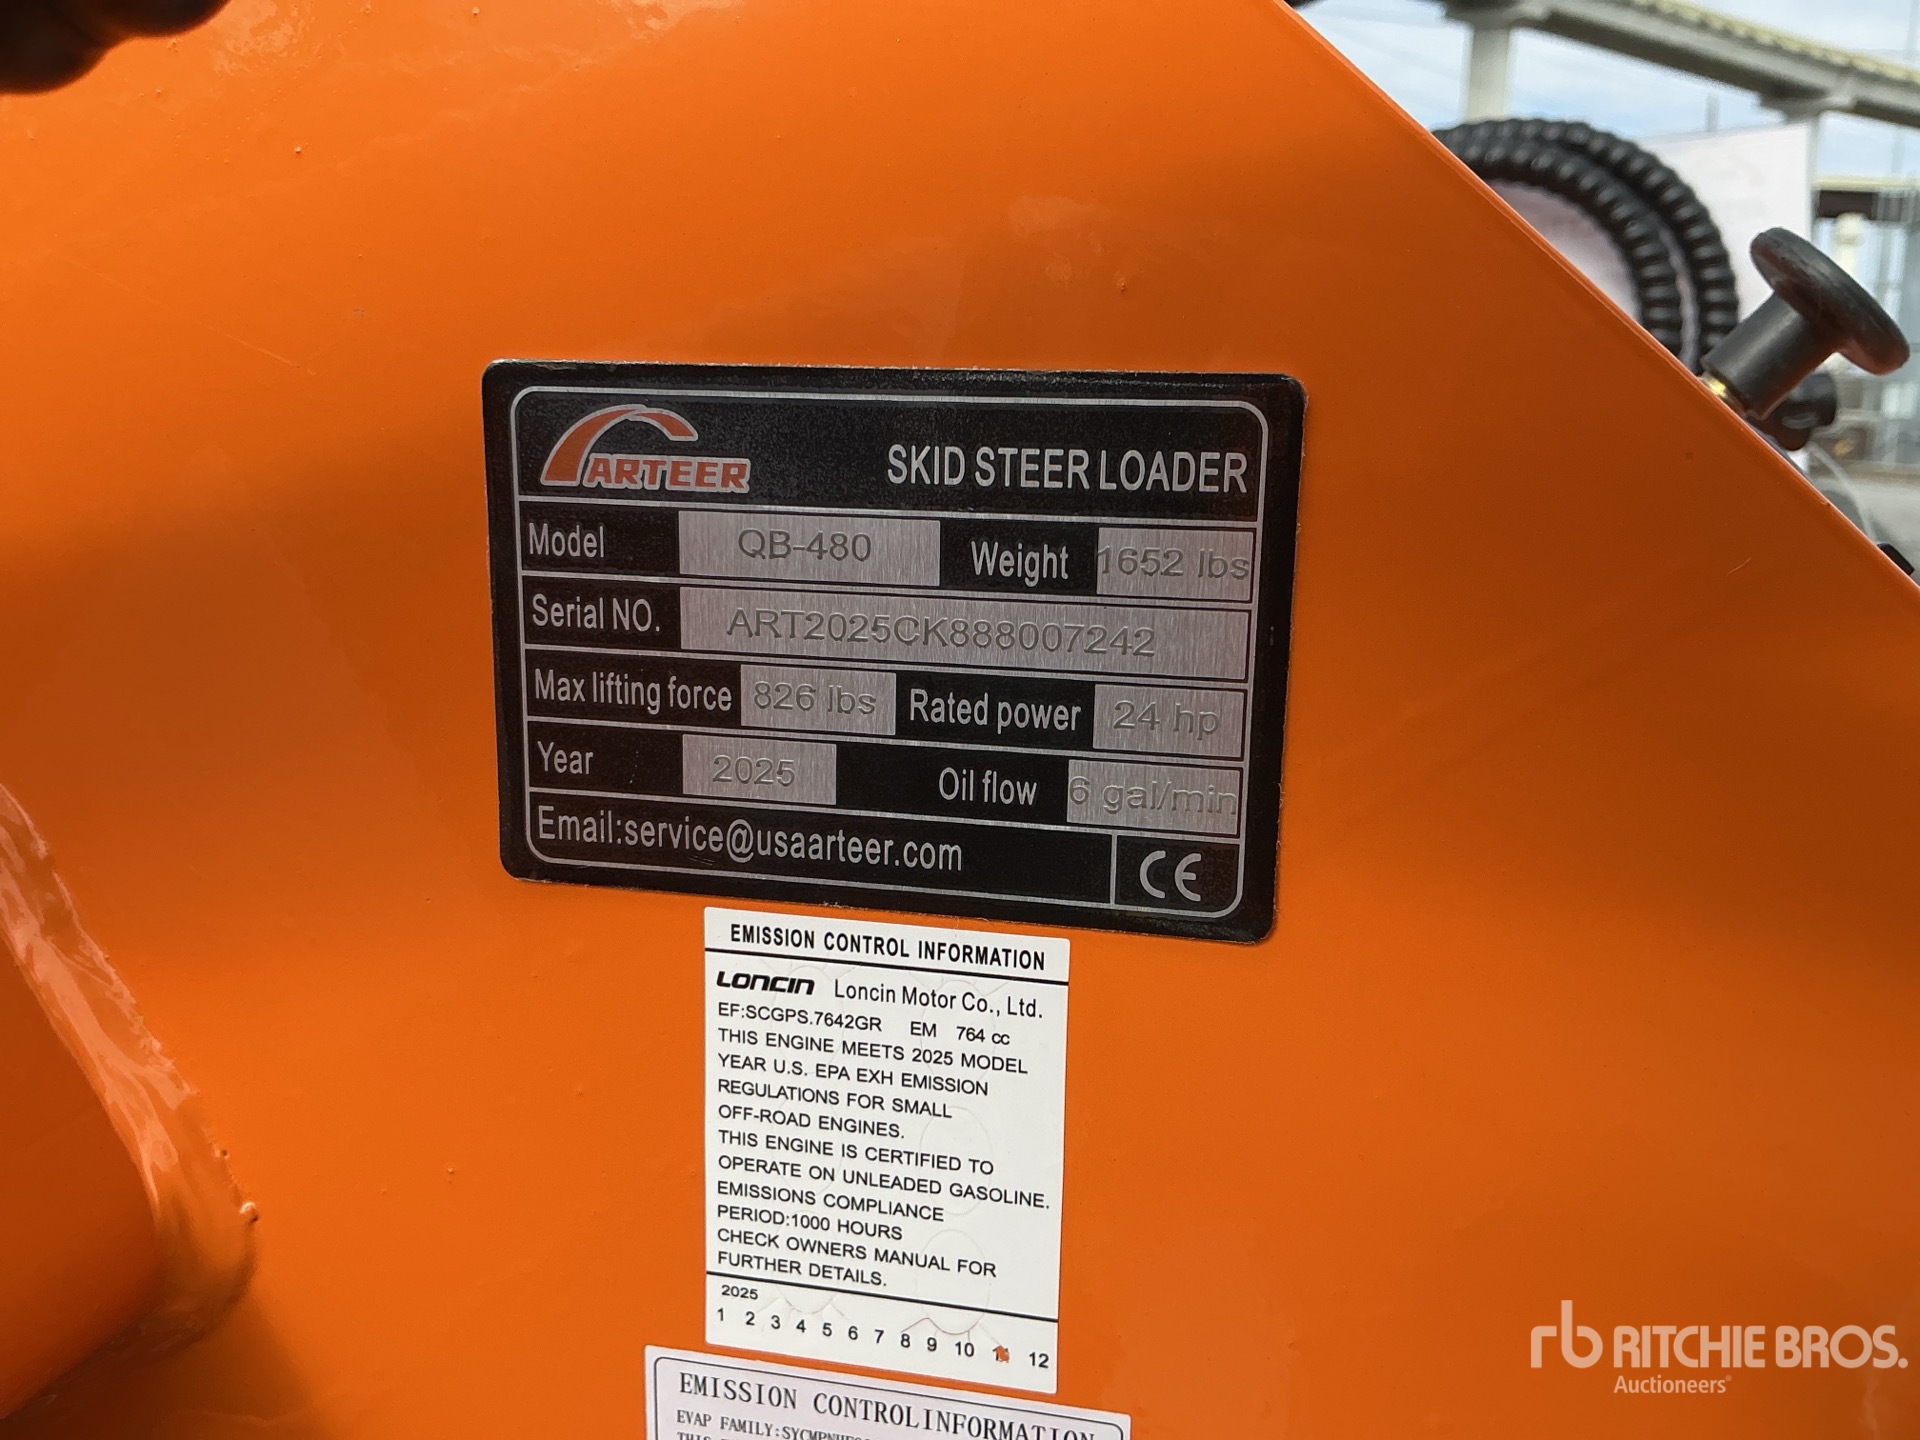 ARTEER SKID STEER LOADER
Model QB-480 Weight 1652 lbs
Serial NO. ART2025CK888007242
Max lifting force 826 lbs Rated power 24 hp
Year 2025 Oil flow 6 gal/min
Email:service@usaarteer.com CE
EMISSION CONTROL INFORMATION
LONCIN Loncin Motor Co., Ltd.
EF:SCGPS.7642GR EM 764 cc
THIS ENGINE MEETS 2025 MODEL
YEAR U.S. EPA EXH EMISSION
REGULATIONS FOR SMALL
OFF-ROAD ENGINES.
THIS ENGINE IS CERTIFIED TO
OPERATE ON UNLEADED GASOLINE.
EMISSIONS COMPLIANCE
PERIOD:1000 HOURS
CHECK OWNERS MANUAL FOR
FURTHER DETAILS.
2025
1 2 3 4 5 6 7 8 9 10 12
EMISSION CONTROL INFORMATION
EVAP FAMILY:
rb RITCHIE BROS.
Auctioneers